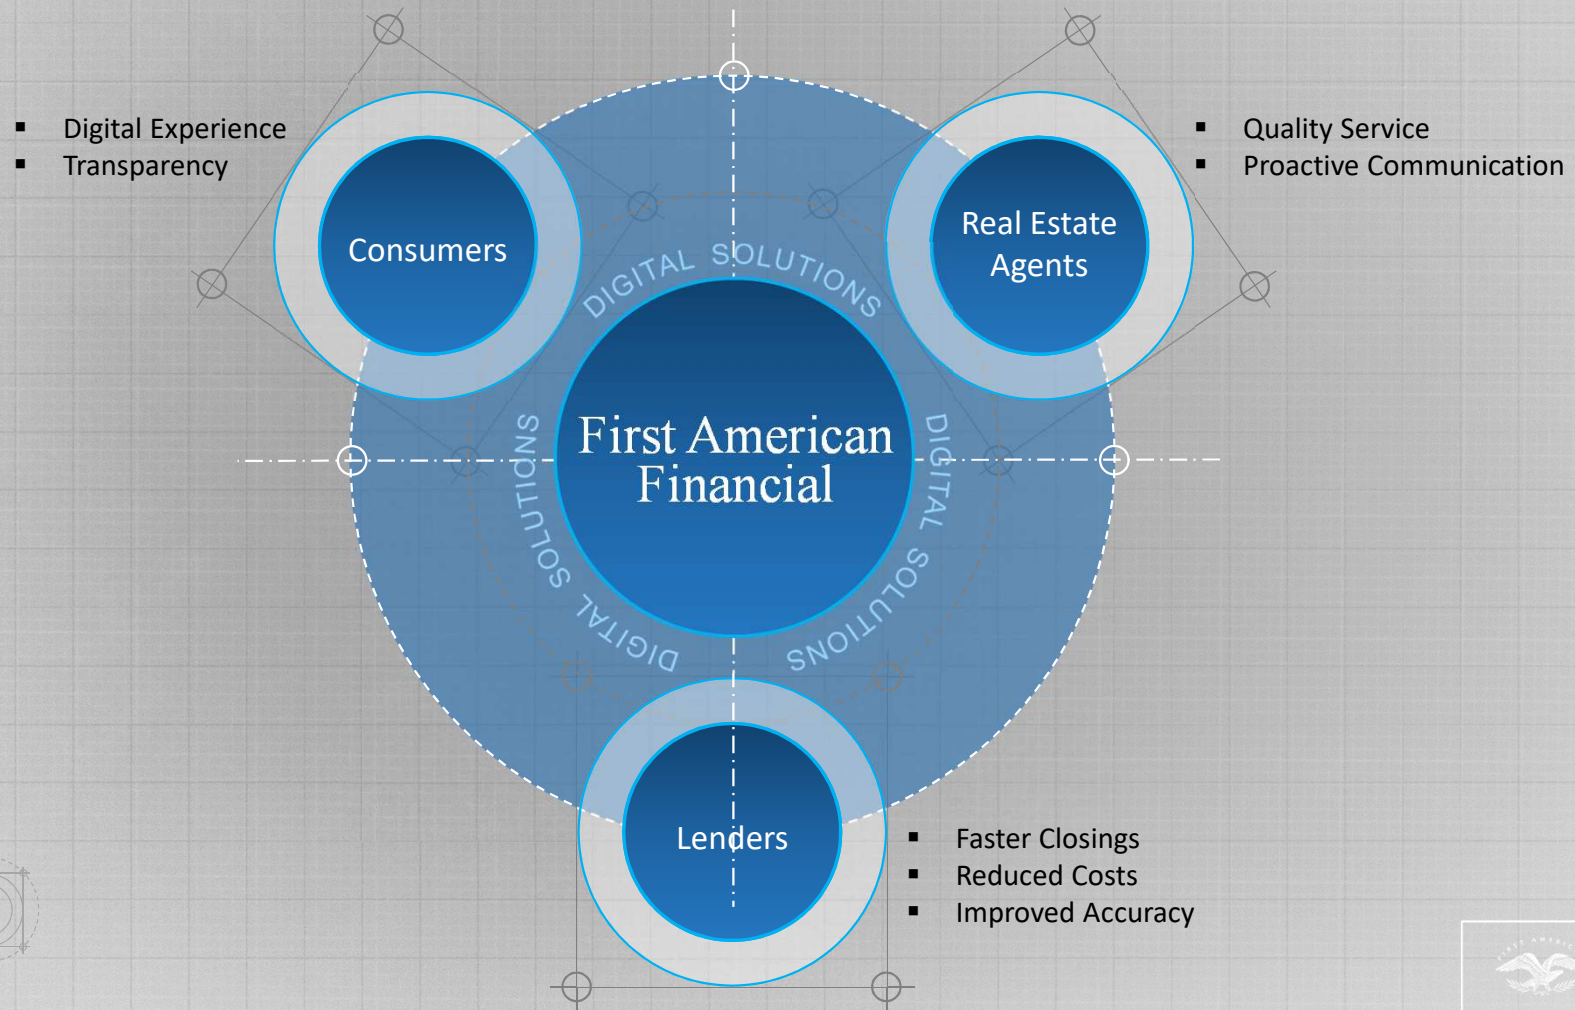 Digital Experience
Transparency
Quality Service
Proactive Communication
Consumers
Real Estate
Agents
DIGITAL SOLUTIONS
First American
Financial
DIGITAL SOLUTIONS
DIGITAL SOLUTIONS
Lenders
Faster Closings
Reduced Costs
Improved Accuracy